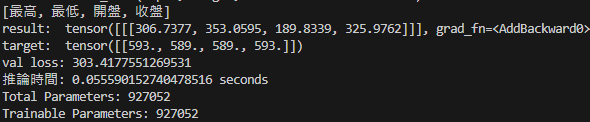 [最高, 最低, 開盤, 收盤]
result:  tensor([[[306.7377, 353.0595, 189.8339, 325.9762]]], grad_fn=<AddBackward0>
target:  tensor([[593., 589., 589., 593.]])
val loss: 303.4177551269531
推論時間: 0.055590152740478516 seconds
Total Parameters: 927052
Trainable Parameters: 927052